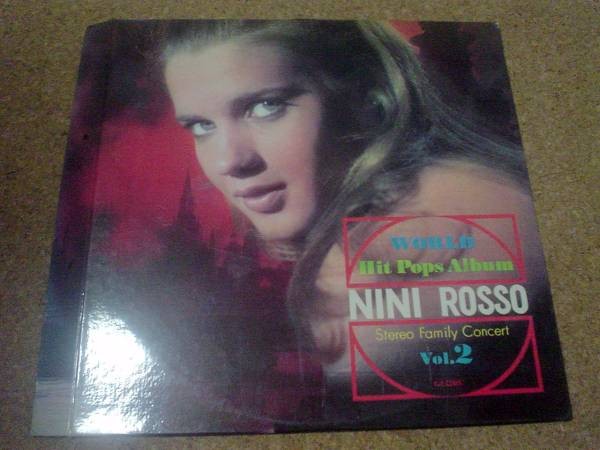 WORLD
Hit Pops Album
NINI ROSSO
Stereo Family Concert
Vol.2